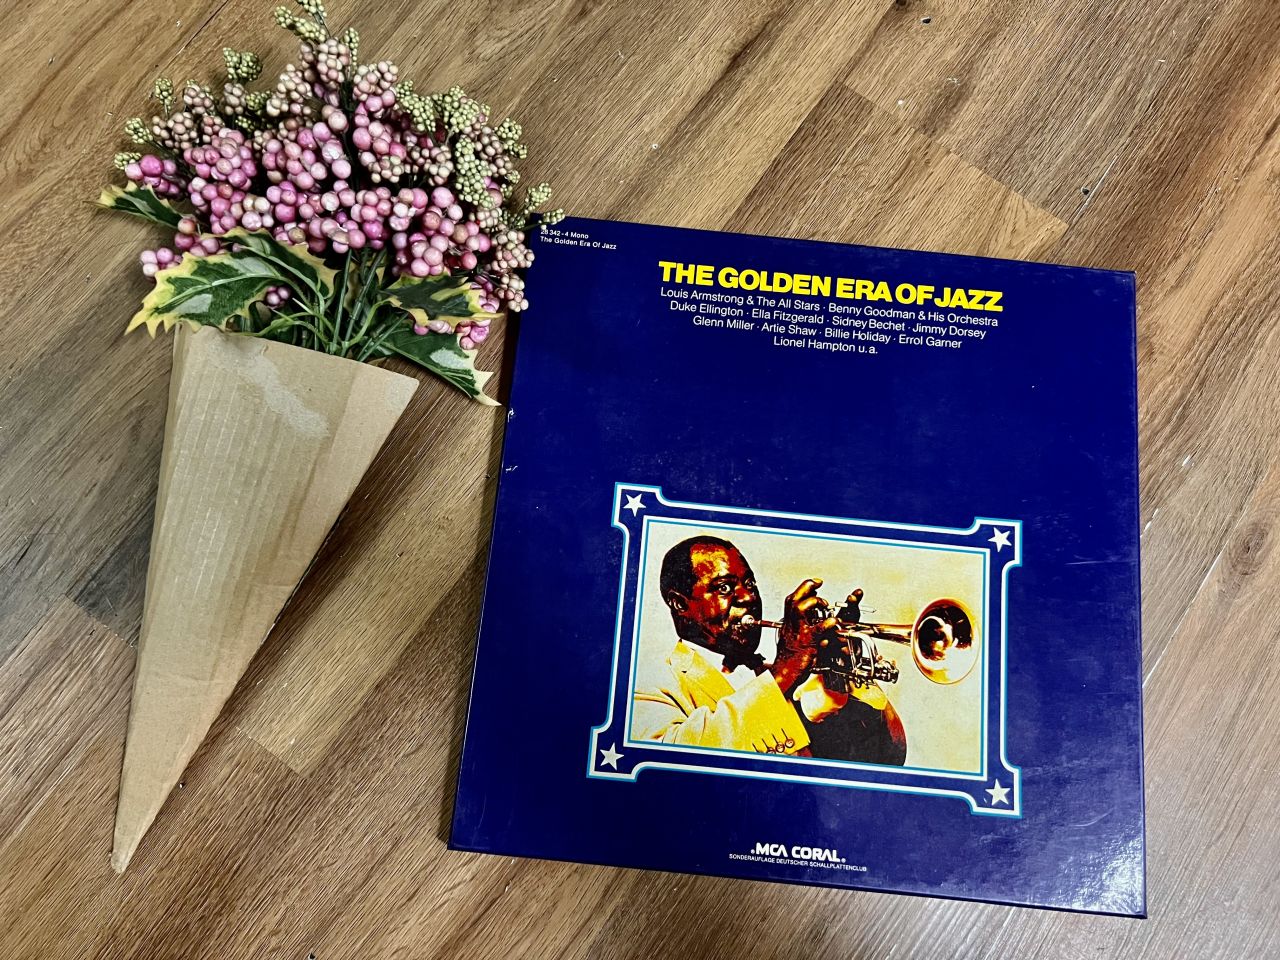 28 342-4 Mono
The Golden Era Of Jazz
THE GOLDEN ERA OF JAZZ
Louis Armstrong & The All Stars · Benny Goodman & His Orchestra
Duke Ellington · Ella Fitzgerald · Sidney Bechet · Jimmy Dorsey
Glenn Miller · Artie Shaw · Billie Holiday · Errol Garner
Lionel Hampton u.a.
MCA CORAL
SONDERAUFLAGE DEUTSCHER SCHALLPLATTENCLUB